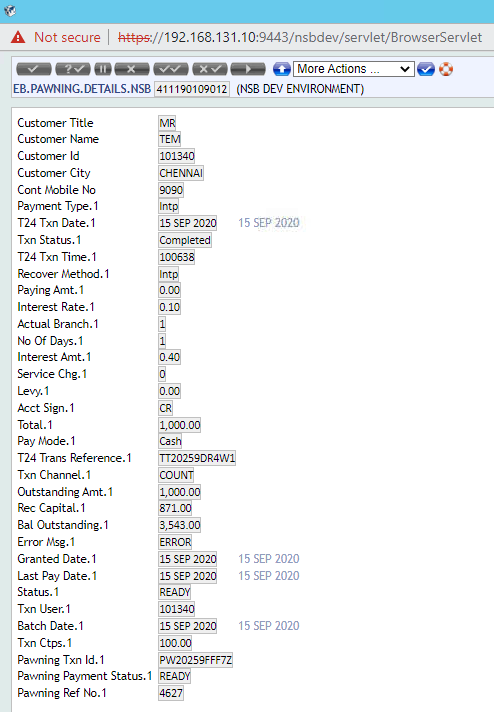 Not secure https://192.168.131.10:9443/nsbdev/servlet/BrowserServlet
More Actions ...
EB.PAWNING.DETAILS.NSB 411190109012 (NSB DEV ENVIRONMENT)
Customer Title MR
Customer Name TEM
Customer Id 101340
Customer City CHENNAI
Cont Mobile No 9090
Payment Type.1 Intp
T24 Txn Date.1 15 SEP 2020 15 SEP 2020
Txn Status.1 Completed
T24 Txn Time.1 100638
Recover Method.1 Intp
Paying Amt.1 0.00
Interest Rate.1 0.10
Actual Branch.1 1
No Of Days.1 1
Interest Amt.1 0.40
Service Chg.1 0
Levy.1 0.00
Acct Sign.1 CR
Total.1 1,000.00
Pay Mode.1 Cash
T24 Trans Reference.1 TT20259DR4W1
Txn Channel.1 COUNT
Outstanding Amt.1 1,000.00
Rec Capital.1 871.00
Bal Outstanding.1 3,543.00
Error Msg.1 ERROR
Granted Date.1 15 SEP 2020 15 SEP 2020
Last Pay Date.1 15 SEP 2020 15 SEP 2020
Status.1 READY
Txn User.1 101340
Batch Date.1 15 SEP 2020 15 SEP 2020
Txn Ctps.1 100.00
Pawning Txn Id.1 PW20259FFF7Z
Pawning Payment Status.1 READY
Pawning Ref No.1 4627